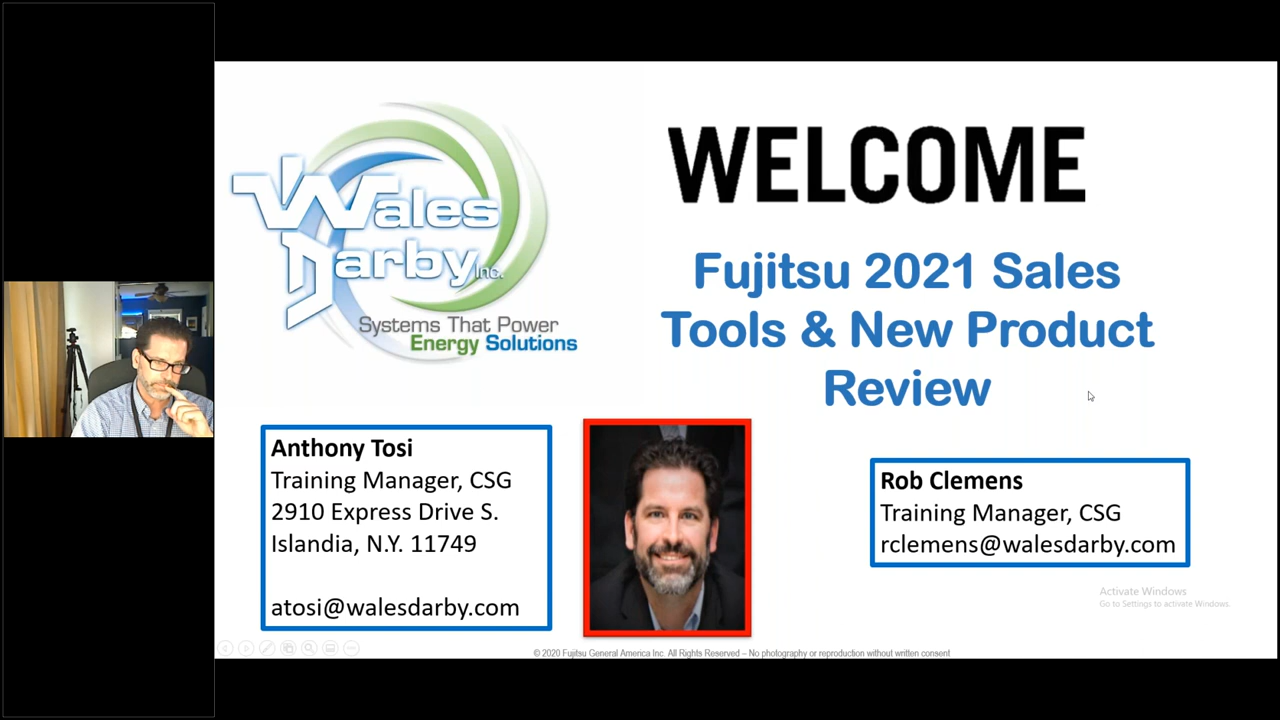 Wales
Darby Inc.
Systems That Power
Energy Solutions
WELCOME
Fujitsu 2021 Sales
Tools & New Product
Review
Anthony Tosi
Training Manager, CSG
2910 Express Drive S.
Islandia, N.Y. 11749
atosi@walesdarby.com
Rob Clemens
Training Manager, CSG
rclemens@walesdarby.com
Activate Windows
Go to Settings to activate Windows.
© 2020 Fujitsu General America Inc. All Rights Reserved – No photography or reproduction without written consent